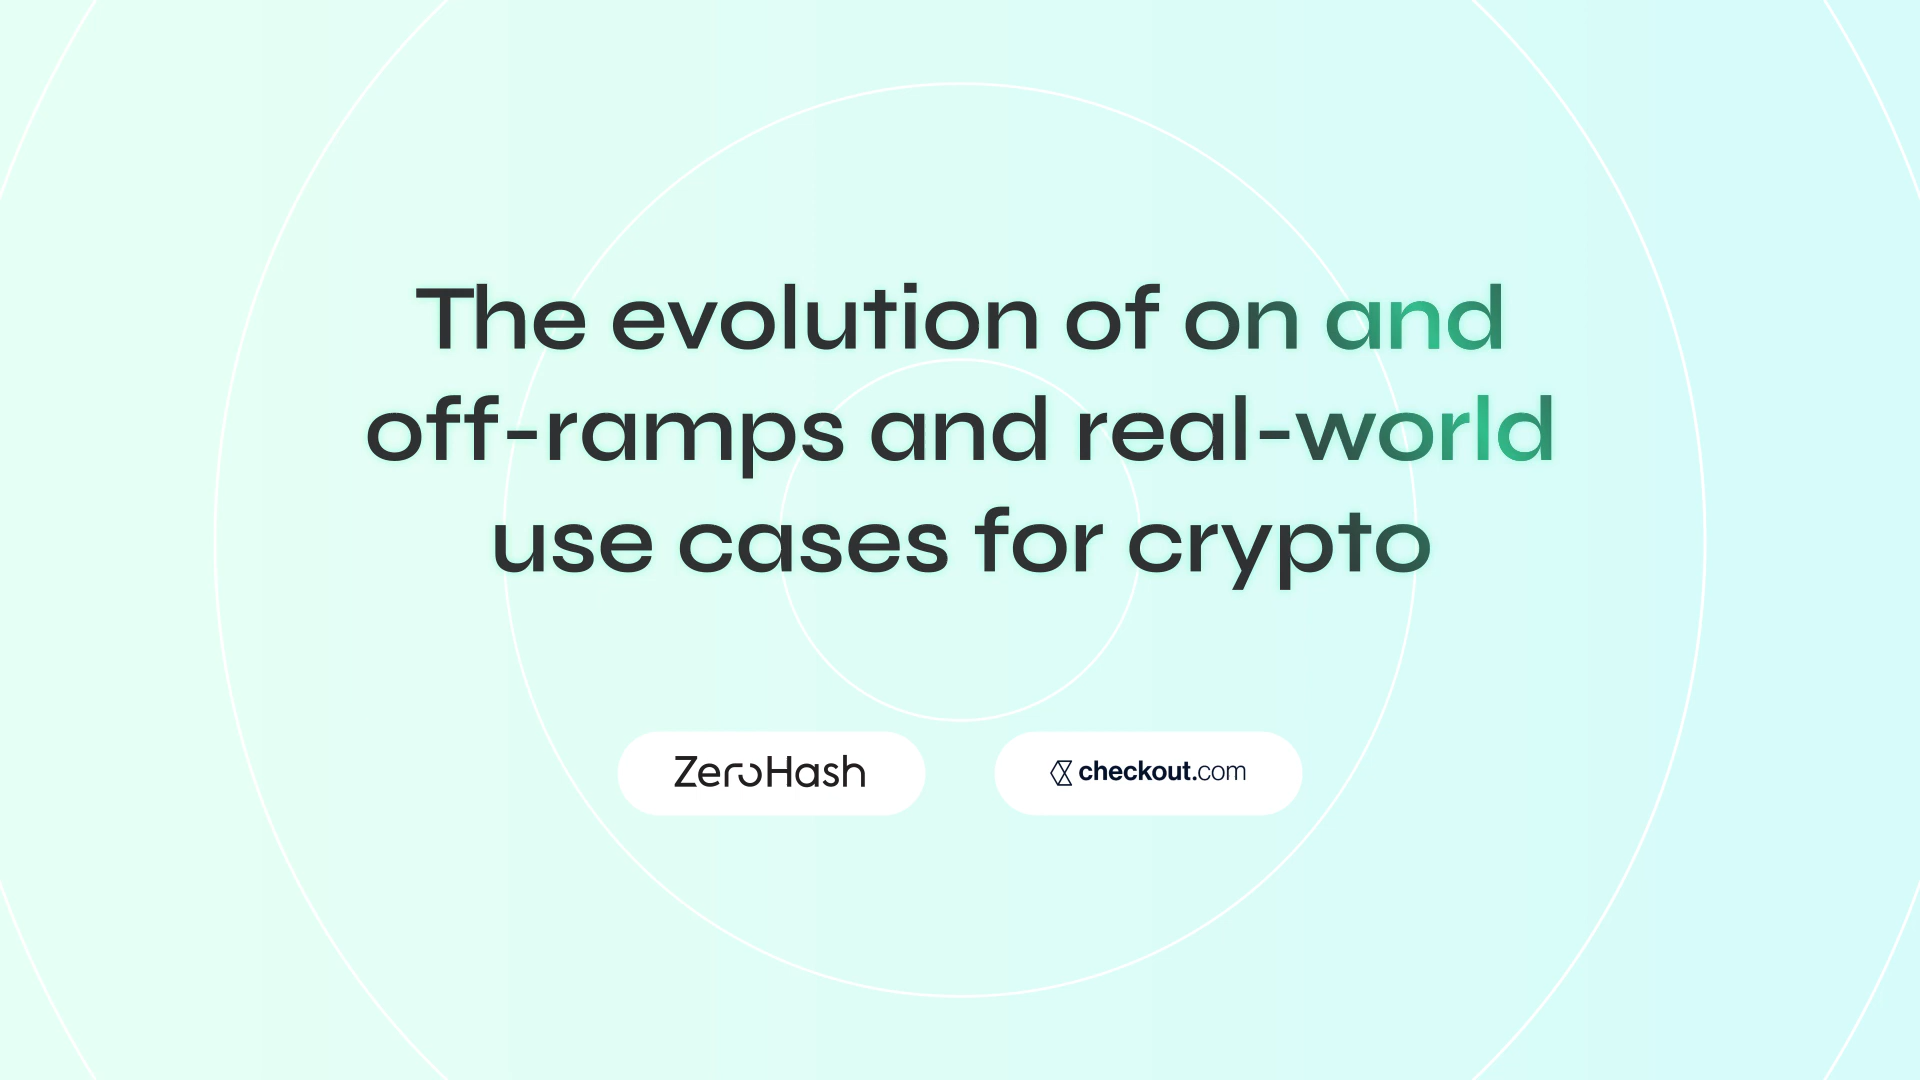 The evolution of on and
off-ramps and real-world
use cases for crypto
ZeroHash
checkout.com